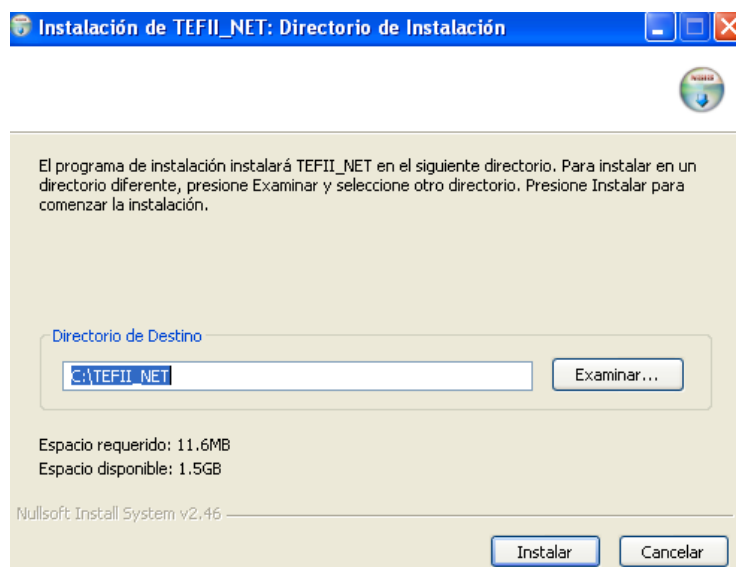 Instalación de TEFII_NET: Directorio de Instalación
El programa de instalación instalará TEFII_NET en el siguiente directorio. Para instalar en un
directorio diferente, presione Examinar y seleccione otro directorio. Presione Instalar para
comenzar la instalación.
Directorio de Destino
C:\TEFII_NET
Examinar...
Espacio requerido: 11.6MB
Espacio disponible: 1.5GB
Nullsoft Install System v2.46
Instalar
Cancelar